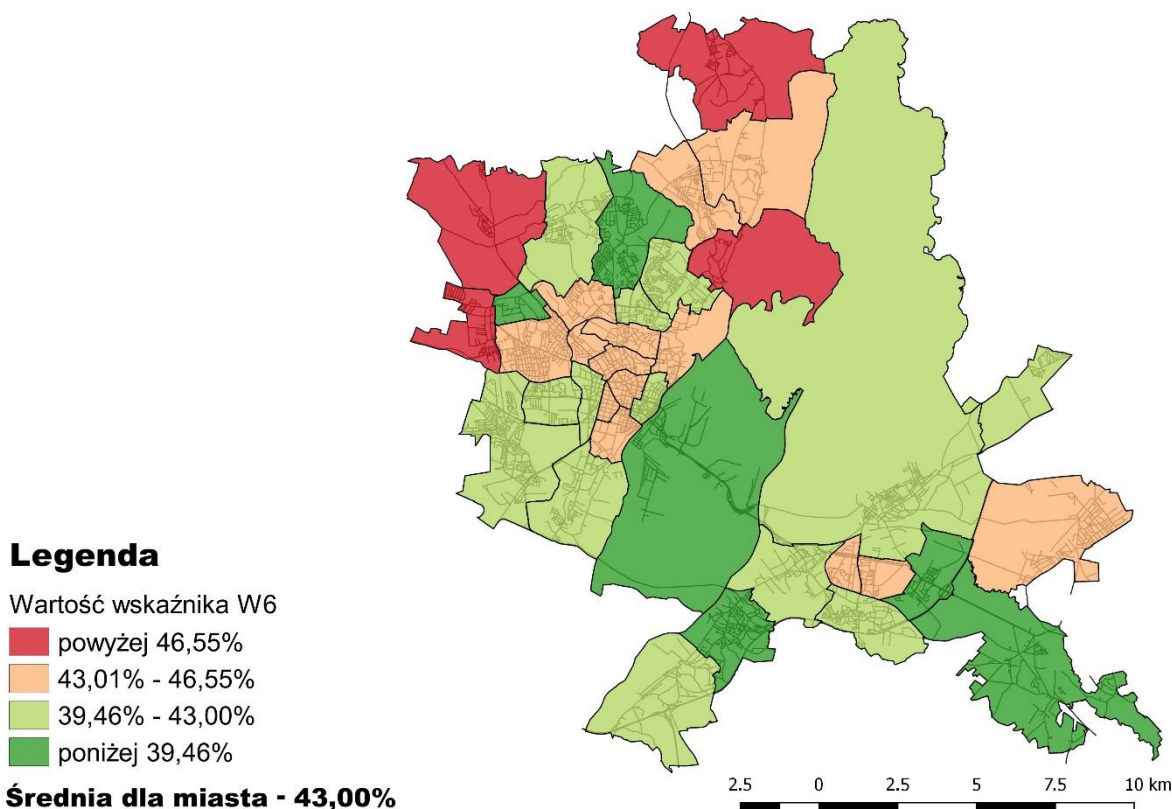 Legenda
Wartość wskaźnika W6
powyżej 46,55%
43,01% - 46,55%
39,46% - 43,00%
poniżej 39,46%
Średnia dla miasta - 43,00%
2.5 0 2.5 5 7.5 10 km